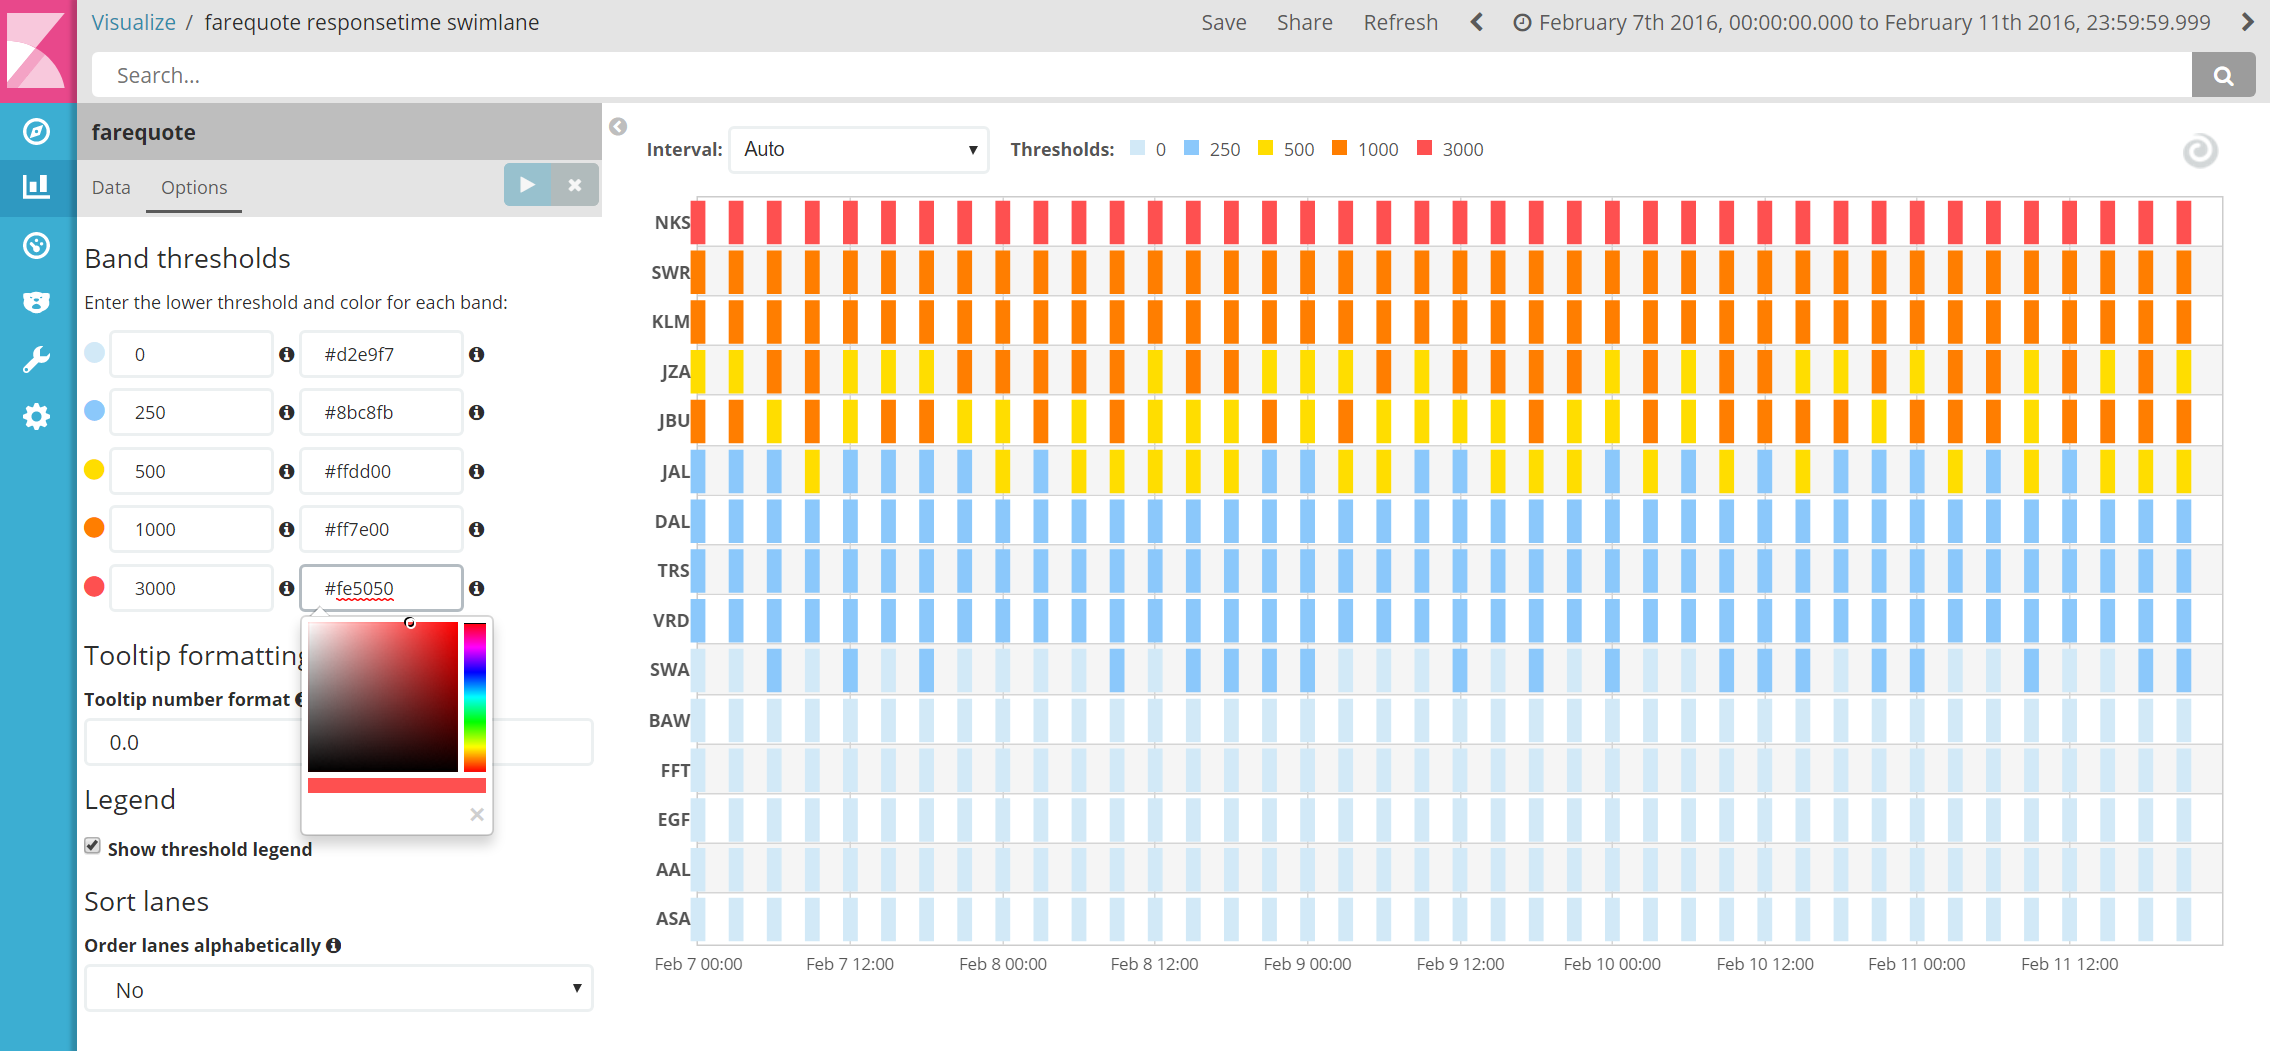 Visualize / farequote responsetime swimlane
Save Share Refresh February 7th 2016, 00:00:00.000 to February 11th 2016, 23:59:59.999
Search...
farequote
Data Options
Band thresholds
Enter the lower threshold and color for each band:
0 #d2e9f7
250 #8bc8fb
500 #ffdd00
1000 #ff7e00
3000 #fe5050
Tooltip formatting
Tooltip number format
0.0
Legend
Show threshold legend
Sort lanes
Order lanes alphabetically
No
Interval: Auto Thresholds: 0 250 500 1000 3000
NKS
SWR
KLM
JZA
JBU
JAL
DAL
TRS
VRD
SWA
BAW
FFT
EGF
AAL
ASA
Feb 7 00:00 Feb 7 12:00 Feb 8 00:00 Feb 8 12:00 Feb 9 00:00 Feb 9 12:00 Feb 10 00:00 Feb 10 12:00 Feb 11 00:00 Feb 11 12:00